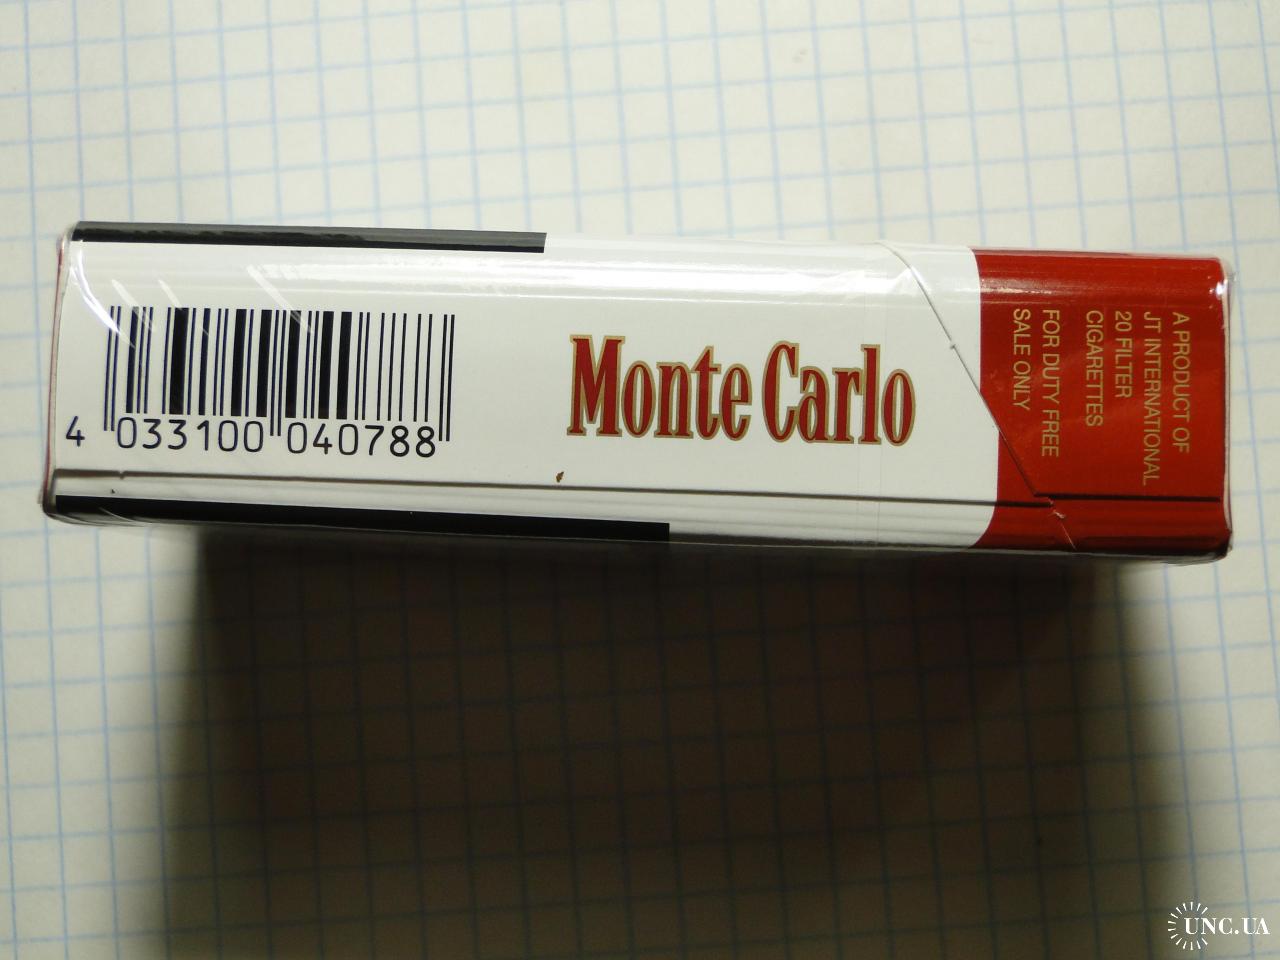 4 033100 040788
Monte Carlo
A PRODUCT OF
JT INTERNATIONAL
20 FILTER
CIGARETTES
FOR DUTY FREE
SALE ONLY
UNC.UA